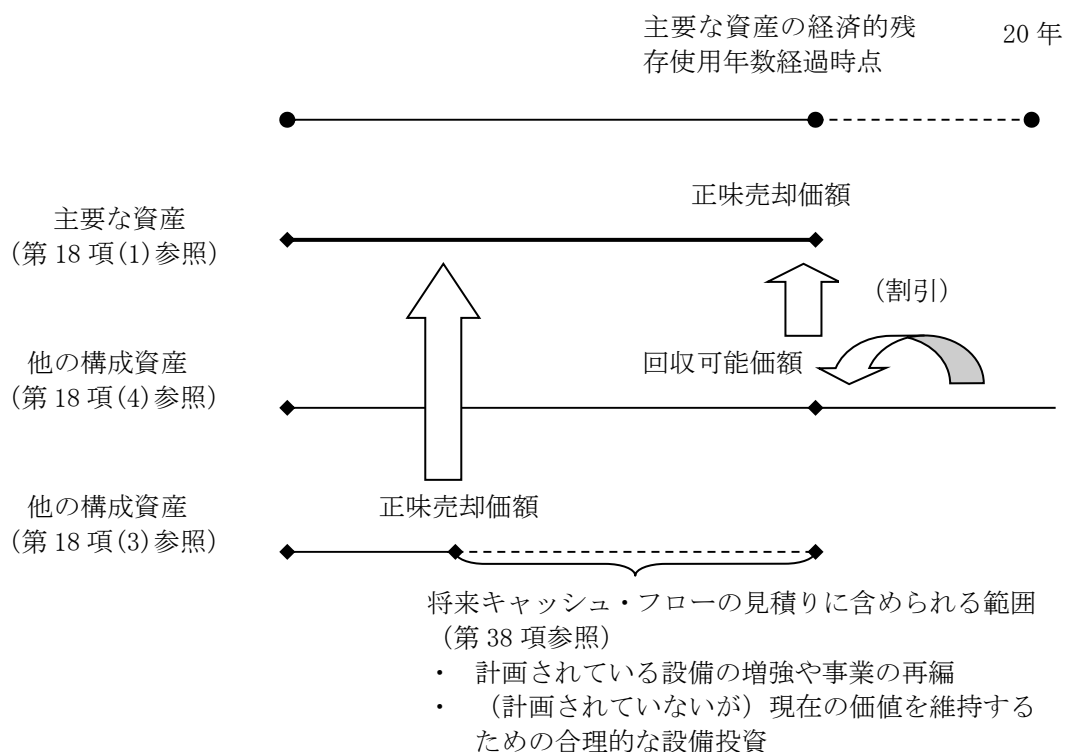 主要な資産の経済的残
存使用年数経過時点
20 年
正味売却価額
主要な資産
(第 18 項(1)参照)
(割引)
他の構成資産
(第 18 項(4)参照)
回収可能価額
他の構成資産
(第 18 項(3)参照)
正味売却価額
将来キャッシュ・フローの見積りに含められる範囲
(第 38 項参照)
・ 計画されている設備の増強や事業の再編
・ (計画されていないが)現在の価値を維持する
ための合理的な設備投資